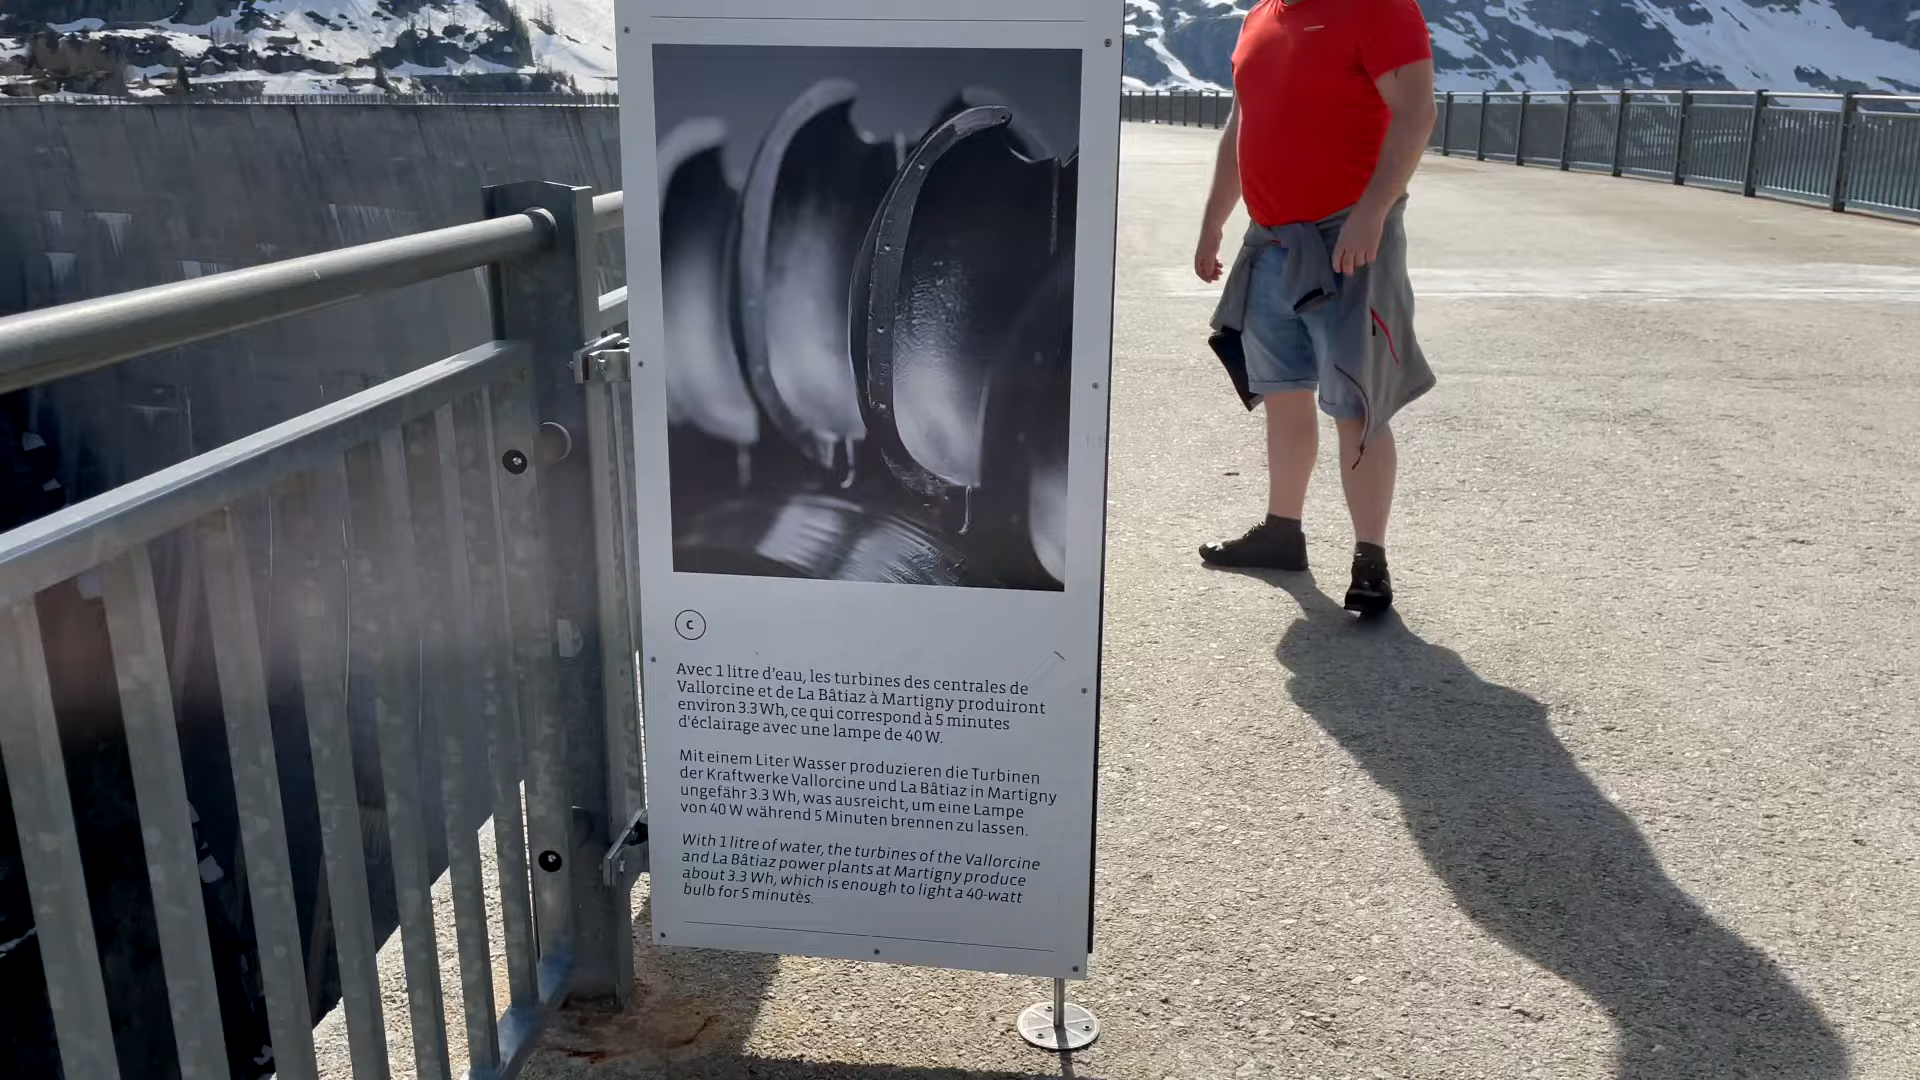 C
Avec 1 litre d'eau, les turbines des centrales de
Vallorcine et de La Bâtiaz à Martigny produiront
environ 3.3 Wh, ce qui correspond à 5 minutes
d'éclairage avec une lampe de 40 W.
Mit einem Liter Wasser produzieren die Turbinen
der Kraftwerke Vallorcine und La Bâtiaz in Martigny
ungefähr 3.3 Wh, was ausreicht, um eine Lampe
von 40 W während 5 Minuten brennen zu lassen.
With 1 litre of water, the turbines of the Vallorcine
and La Bâtiaz power plants at Martigny produce
about 3.3 Wh, which is enough to light a 40-watt
bulb for 5 minutes.